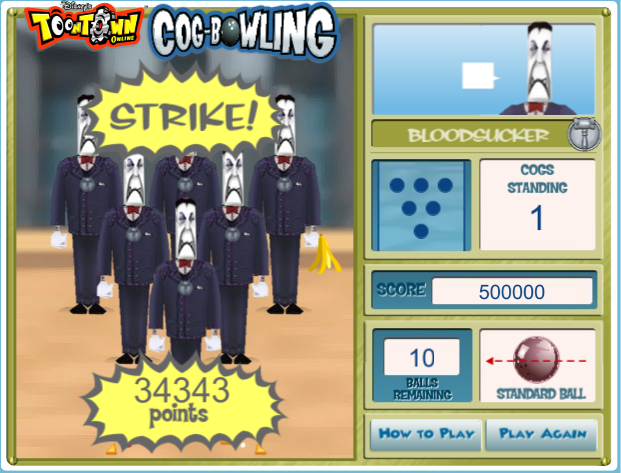 Disney's
TOONTOWN
ONLINE
COG-BOWLING
STRIKE!
34343
points
BLOODSUCKER
COGS
STANDING
1
SCORE 500000
10
BALLS
REMAINING
STANDARD BALL
HOW TO PLAY
PLAY AGAIN